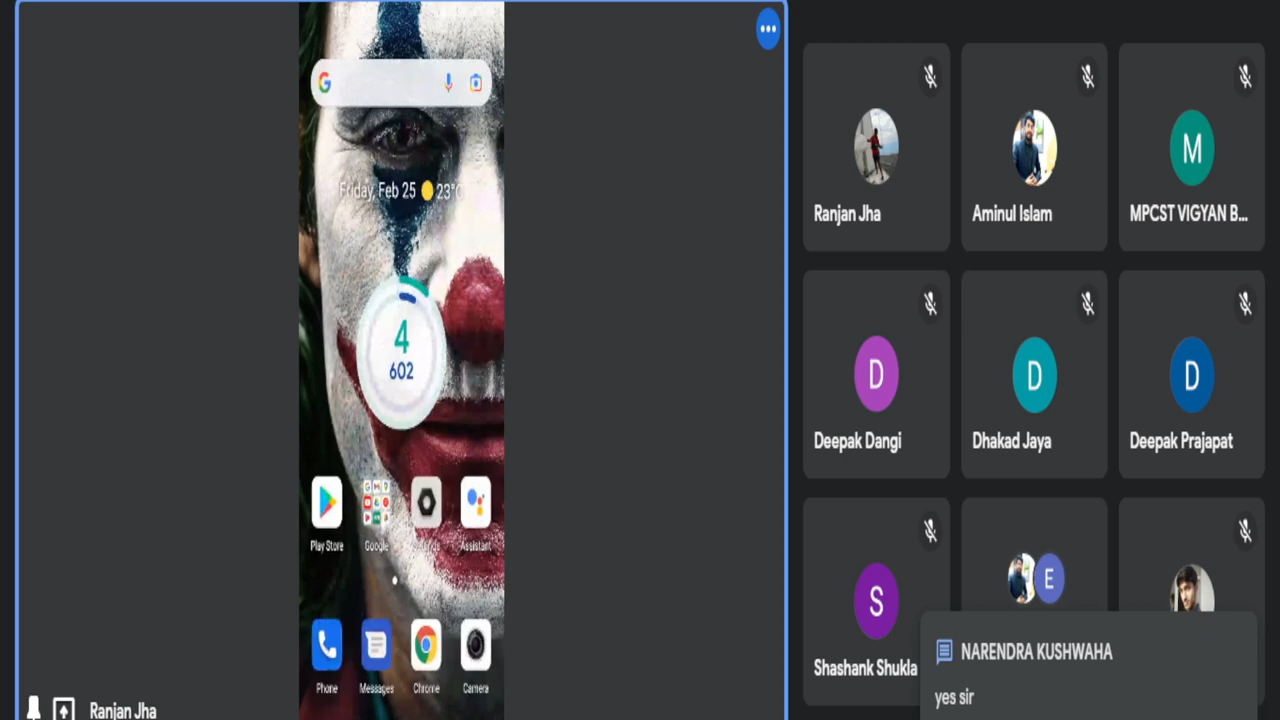 Friday, Feb 25 23°C
4
602
Play Store
Google
Assistant
Phone
Messages
Chrome
Camera
Ranjan Jha
Ranjan Jha
Aminul Islam
M
MPCST VIGYAN B...
D
Deepak Dangi
D
Dhakad Jaya
D
Deepak Prajapat
S
Shashank Shukla
E
NARENDRA KUSHWAHA
yes sir